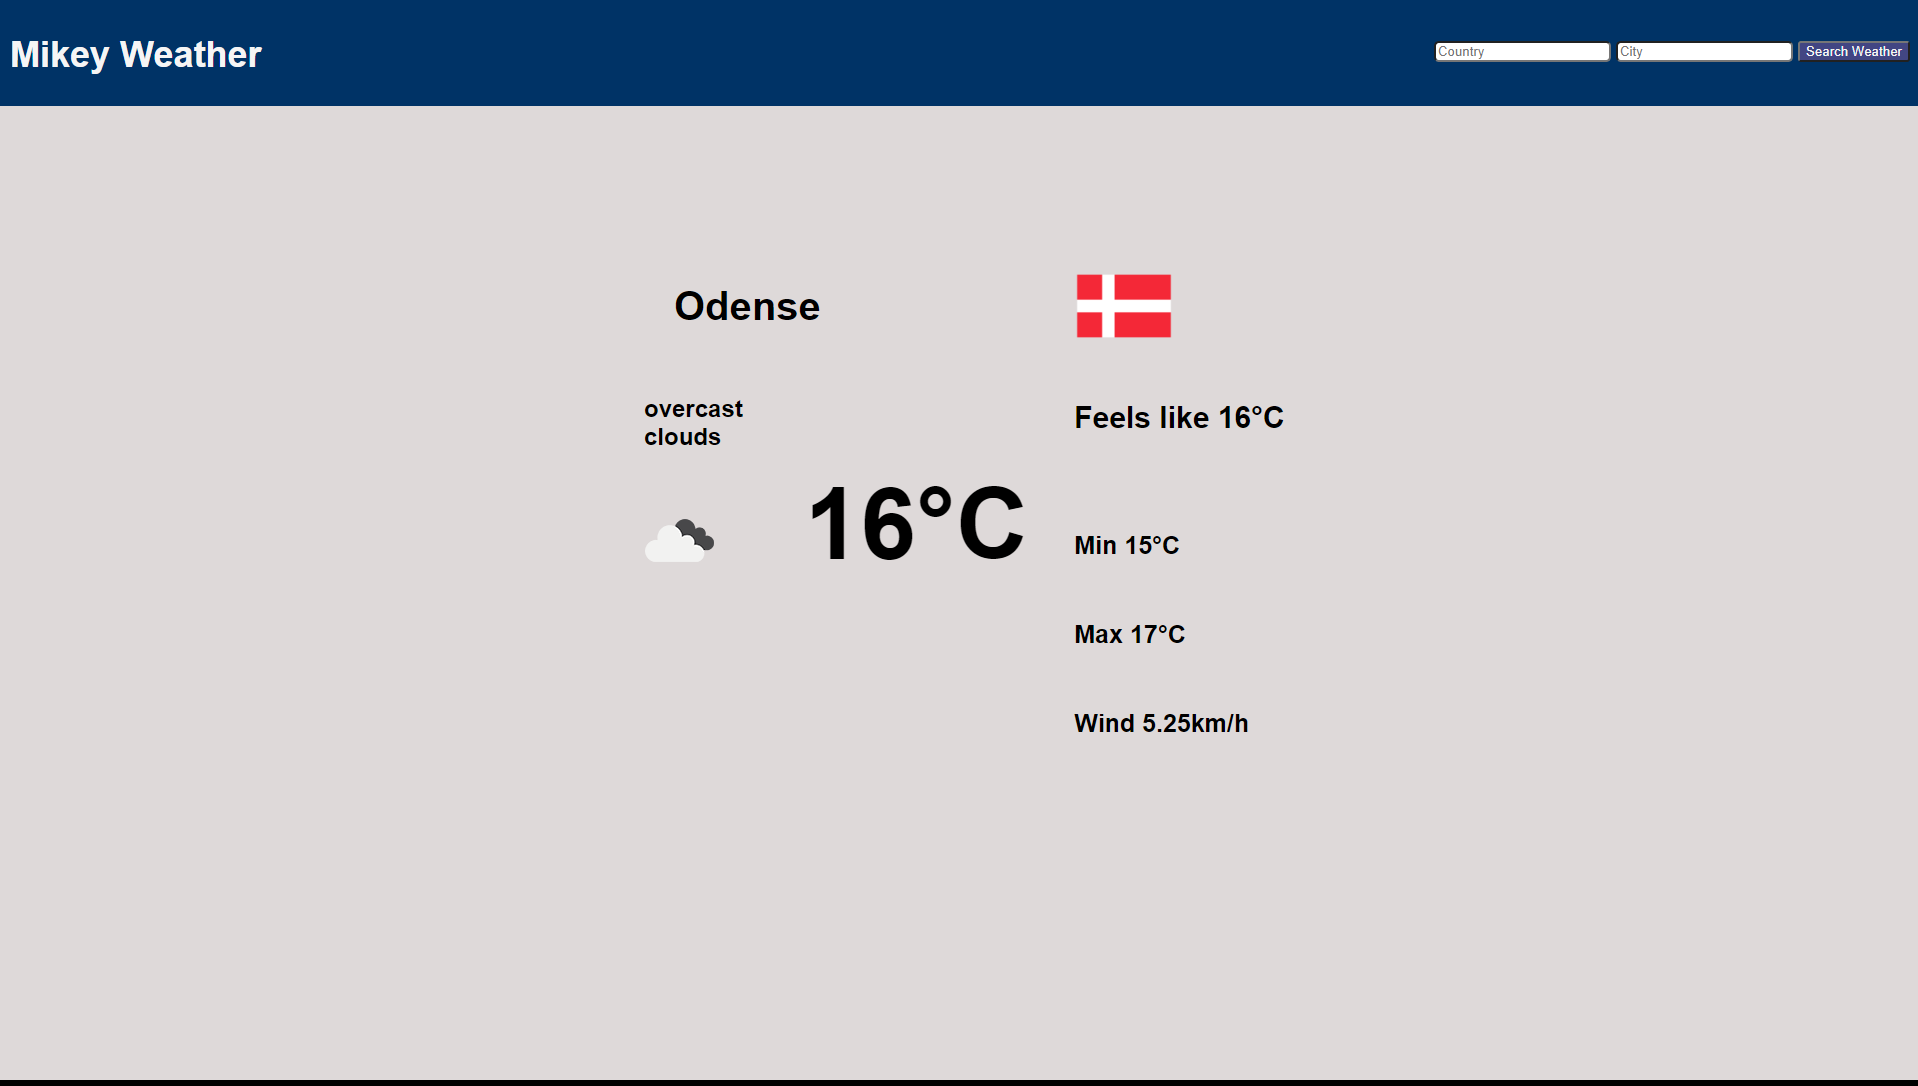 Mikey Weather
Country
City
Search Weather
Odense
overcast
clouds
16°C
Feels like 16°C
Min 15°C
Max 17°C
Wind 5.25km/h